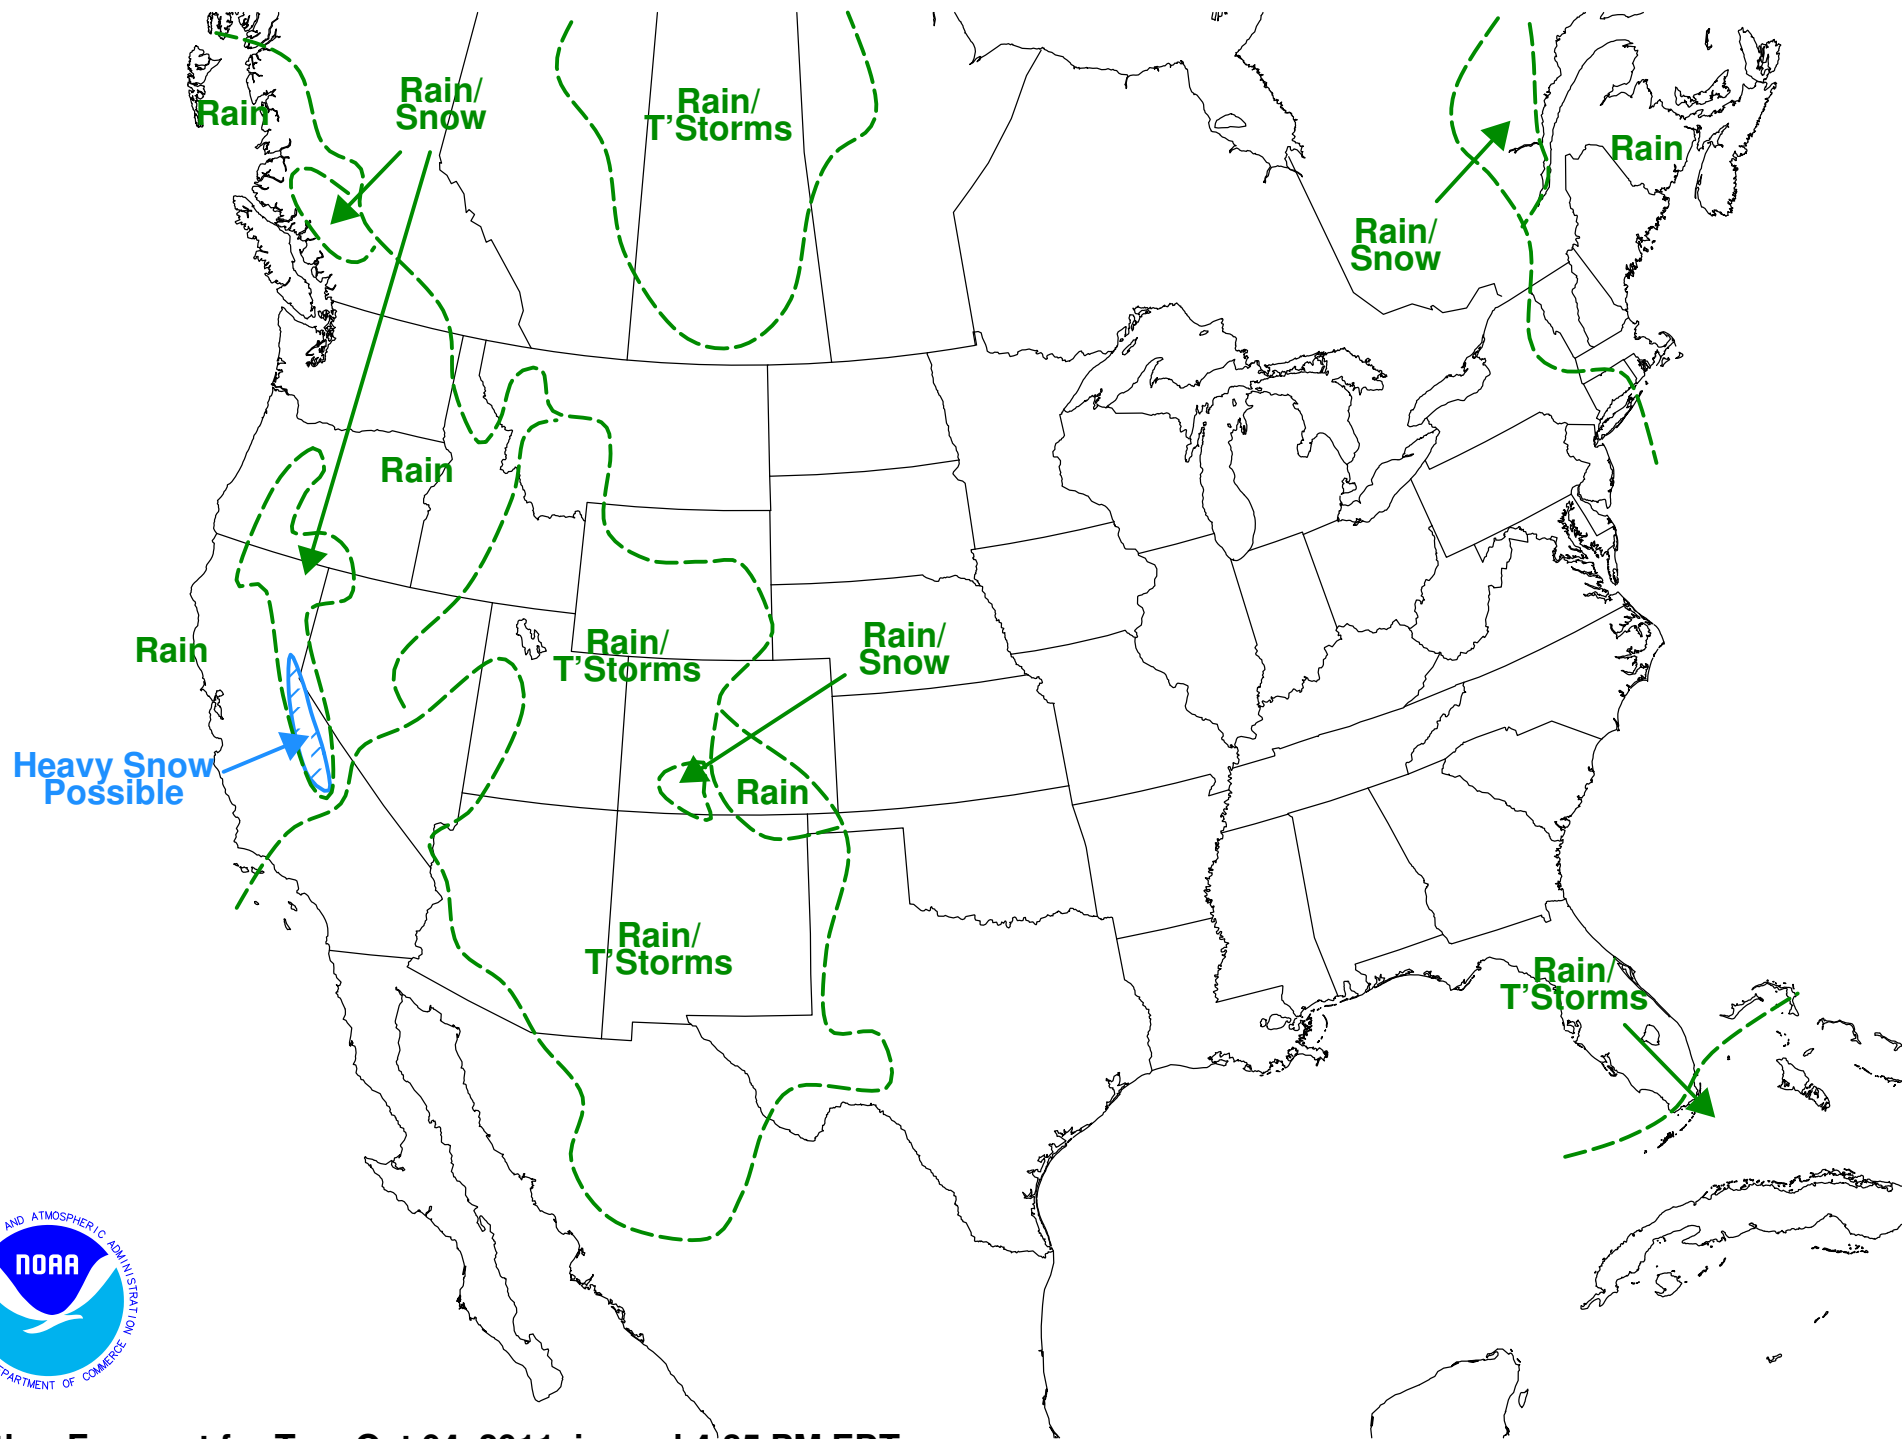 Rain
Rain/
Snow
Rain/
T'Storms
Rain
Rain/
Snow
Rain
Rain
Rain/
T'Storms
Rain/
Snow
Heavy Snow
Possible
Rain
Rain/
T'Storms
Rain/
T'Storms
AND ATMOSPHERIC ADMINISTRATION
NOAA
DEPARTMENT OF COMMERCE